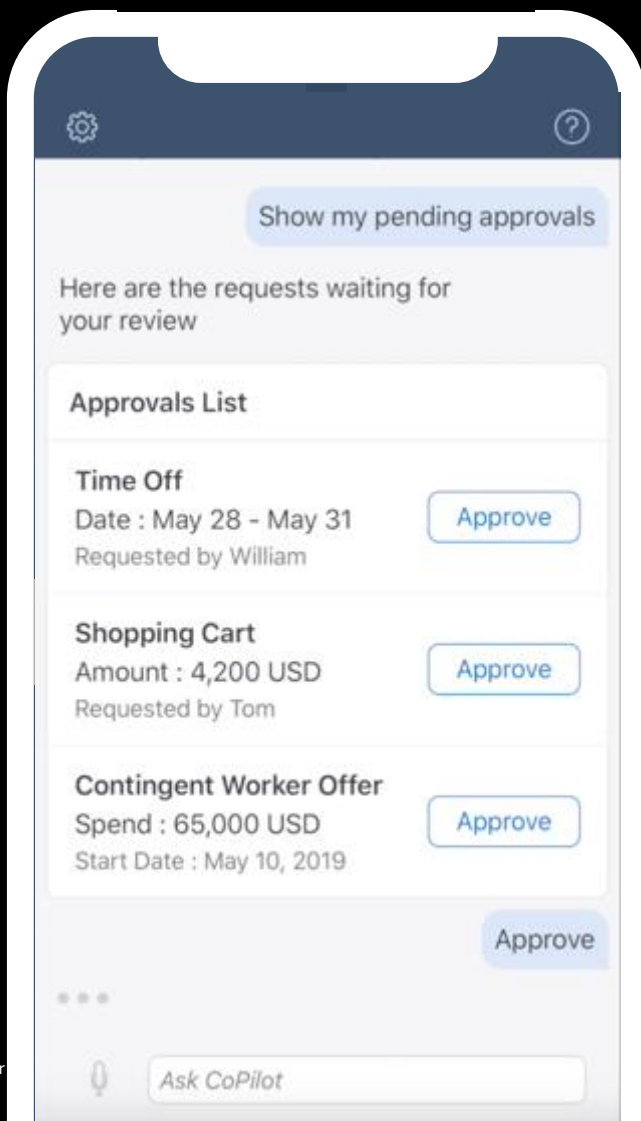 Show my pending approvals
Here are the requests waiting for
your review
Approvals List
Time Off
Date : May 28 - May 31
Requested by William
Approve
Shopping Cart
Amount : 4,200 USD
Requested by Tom
Approve
Contingent Worker Offer
Spend : 65,000 USD
Start Date : May 10, 2019
Approve
Approve
Ask CoPilot